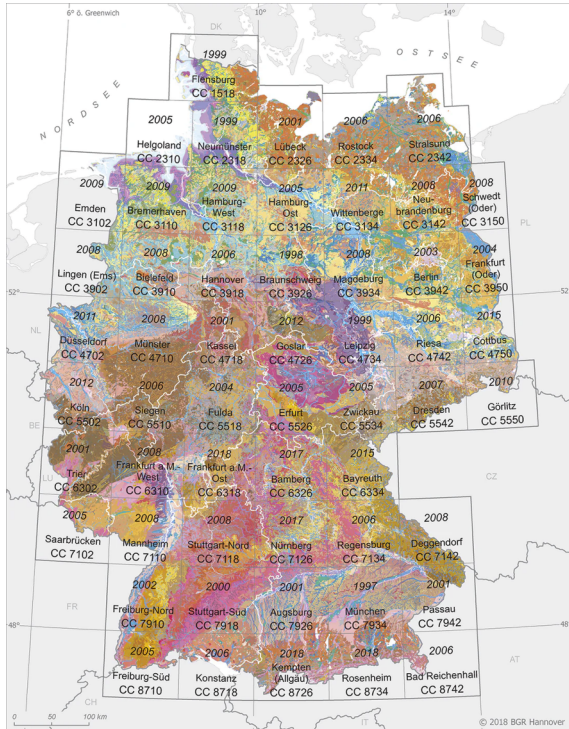 6° ö. Greenwich
10°
14°
DK
NORDSEE
OSTSEE
1999
Flensburg
CC 1518
2005
Helgoland
CC 2310
1999
Neumünster
CC 2318
2001
Lübeck
CC 2326
2006
Rostock
CC 2334
2006
Stralsund
CC 2342
2009
Emden
CC 3102
2009
Bremerhaven
CC 3110
2009
Hamburg-
West
CC 3118
2005
Hamburg-
Ost
CC 3126
2011
Wittenberge
CC 3134
2008
Neu-
brandenburg
CC 3142
2008
Schwedt
(Oder)
CC 3150
PL
2008
Lingen (Ems)
CC 3902
2008
Bielefeld
CC 3910
2006
Hannover
CC 3918
1998
Braunschweig
CC 3926
2008
Magdeburg
CC 3934
2003
Berlin
CC 3942
2004
Frankfurt
(Oder)
CC 3950
52°
52°
NL
2011
Düsseldorf
CC 4702
2008
Münster
CC 4710
2001
Kassel
CC 4718
2012
Goslar
CC 4726
1999
Leipzig
CC 4734
2006
Riesa
CC 4742
2015
Cottbus
CC 4750
BE
2012
Köln
CC 5502
2006
Siegen
CC 5510
2004
Fulda
CC 5518
2005
Erfurt
CC 5526
2005
Zwickau
CC 5534
2007
Dresden
CC 5542
2010
Görlitz
CC 5550
LU
2001
Trier
CC 6302
2008
Frankfurt a.M.-
West
CC 6310
2018
Frankfurt a.M.-
Ost
CC 6318
2017
Bamberg
CC 6326
2015
Bayreuth
CC 6334
CZ
2005
Saarbrücken
CC 7102
2008
Mannheim
CC 7110
2008
Stuttgart-Nord
CC 7118
2017
Nürnberg
CC 7126
2006
Regensburg
CC 7134
2008
Deggendorf
CC 7142
FR
2002
Freiburg-Nord
CC 7910
2000
Stuttgart-Süd
CC 7918
2001
Augsburg
CC 7926
1997
München
CC 7934
2001
Passau
CC 7942
48°
48°
AT
2005
Freiburg-Süd
CC 8710
2006
Konstanz
CC 8718
2018
Kempten
(Allgäu)
CC 8726
2018
Rosenheim
CC 8734
2006
Bad Reichenhall
CC 8742
CH
IT
0 50 100 km
© 2018 BGR Hannover